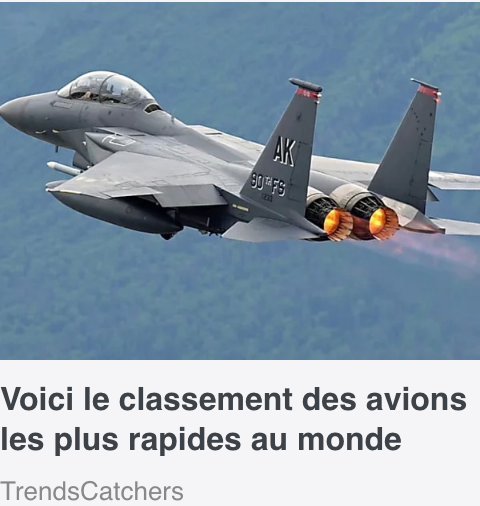 AK
90TH FS
Voici le classement des avions
les plus rapides au monde
TrendsCatchers